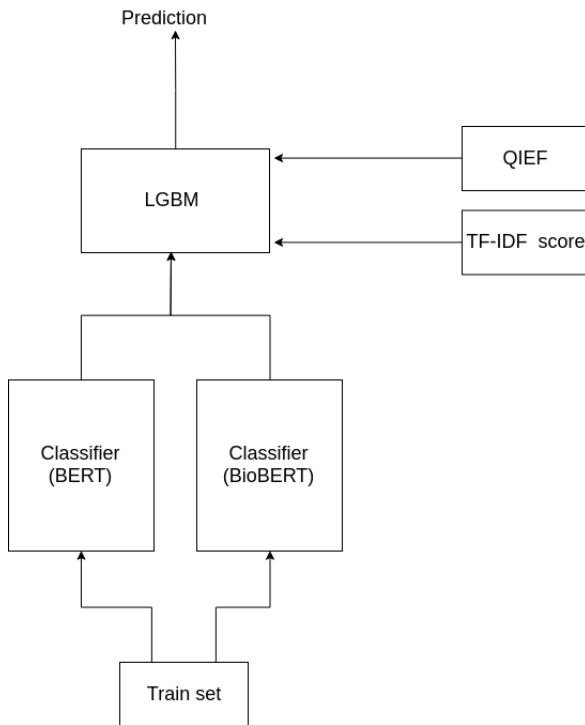 Prediction
QIEF
LGBM
TF-IDF score
Classifier
(BERT)
Classifier
(BioBERT)
Train set